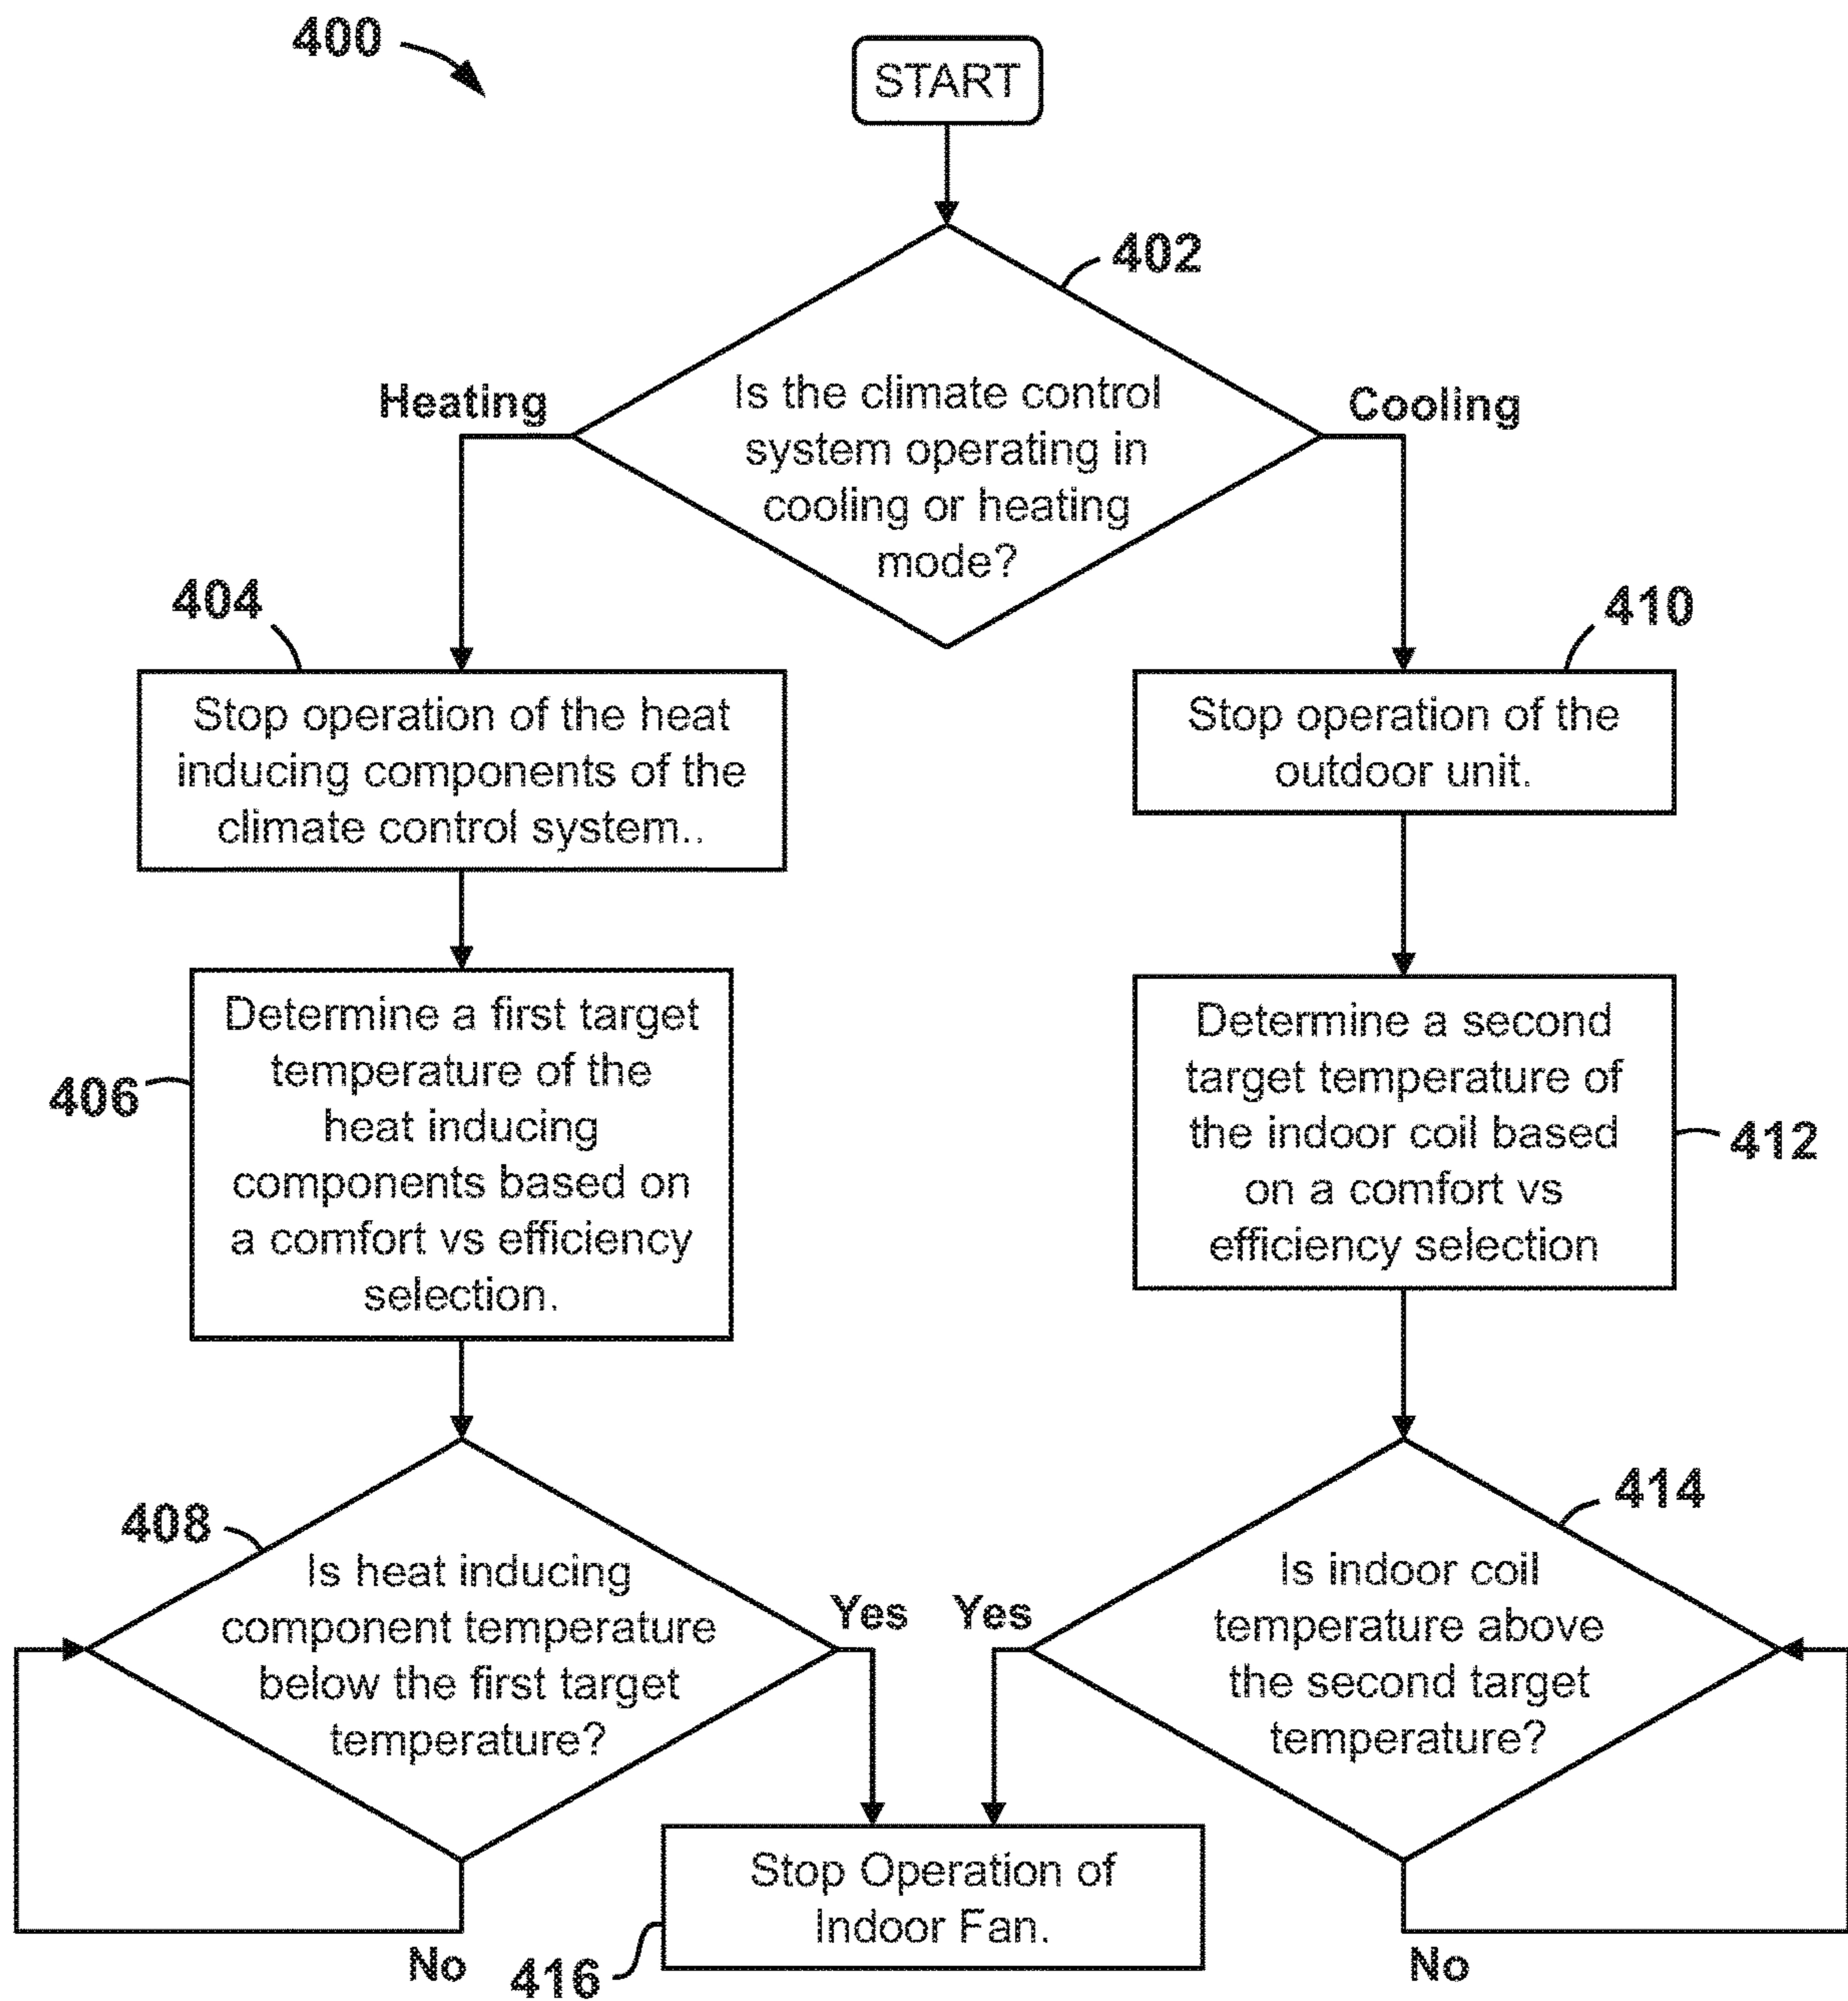 400
START
402
Is the climate control
system operating in
cooling or heating
mode?
Heating
Cooling
404
Stop operation of the heat
inducing components of the
climate control system..
410
Stop operation of the
outdoor unit.
406
Determine a first target
temperature of the
heat inducing
components based on
a comfort vs efficiency
selection.
412
Determine a second
target temperature of
the indoor coil based
on a comfort vs
efficiency selection
408
Is heat inducing
component temperature
below the first target
temperature?
Yes
No
414
Is indoor coil
temperature above
the second target
temperature?
Yes
No
416
Stop Operation of
Indoor Fan.